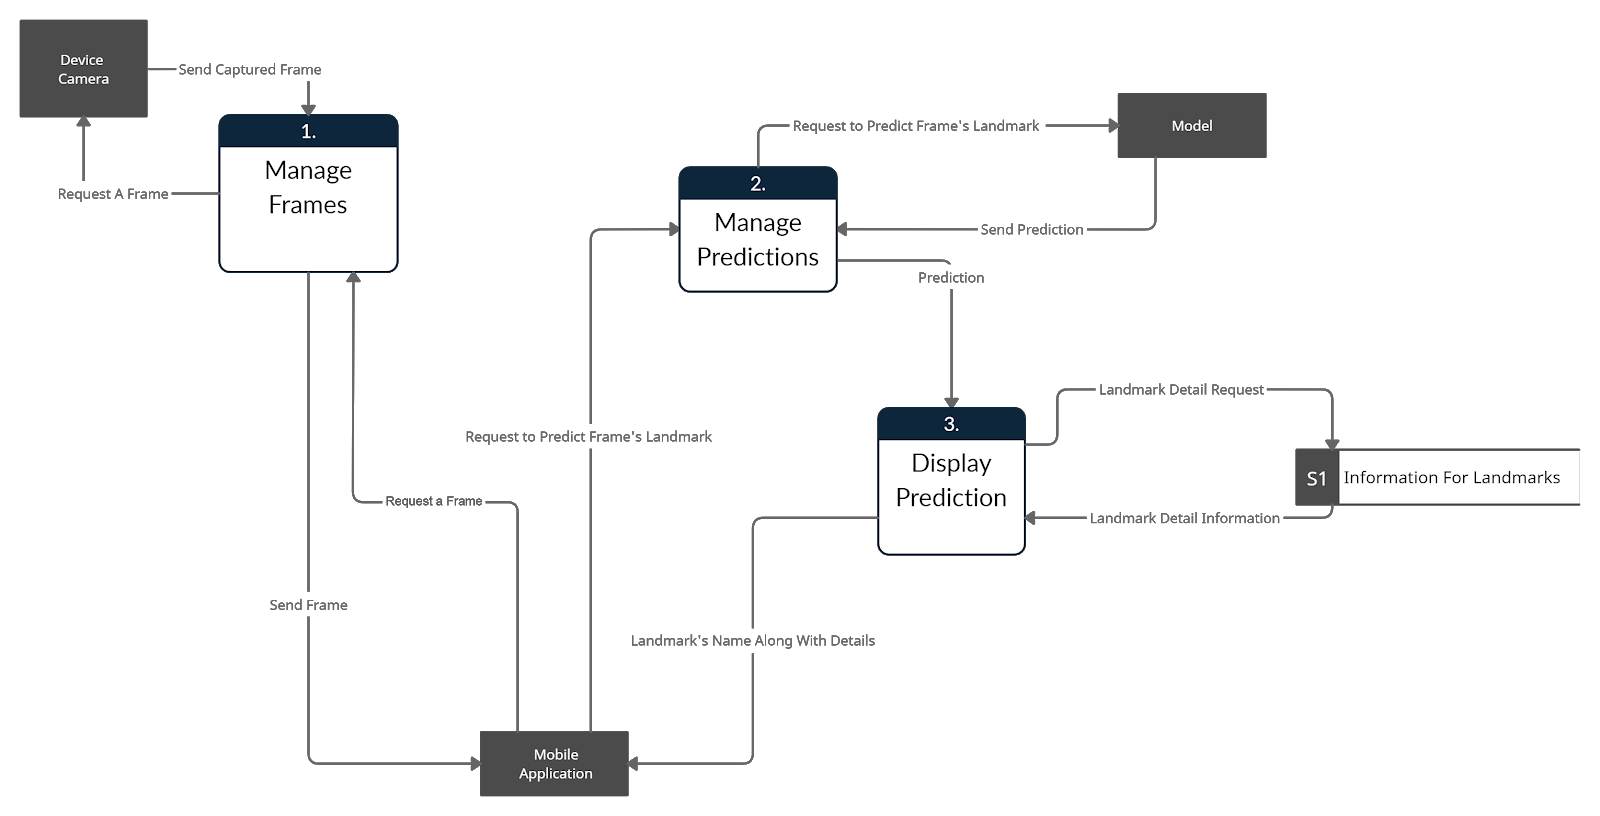 Device
Camera
Send Captured Frame
1.
Manage
Frames
Request A Frame
Request to Predict Frame's Landmark
Model
2.
Manage
Predictions
Send Prediction
Prediction
Landmark Detail Request
3.
Display
Prediction
Request to Predict Frame's Landmark
S1
Information For Landmarks
Request a Frame
Landmark Detail Information
Send Frame
Landmark's Name Along With Details
Mobile
Application